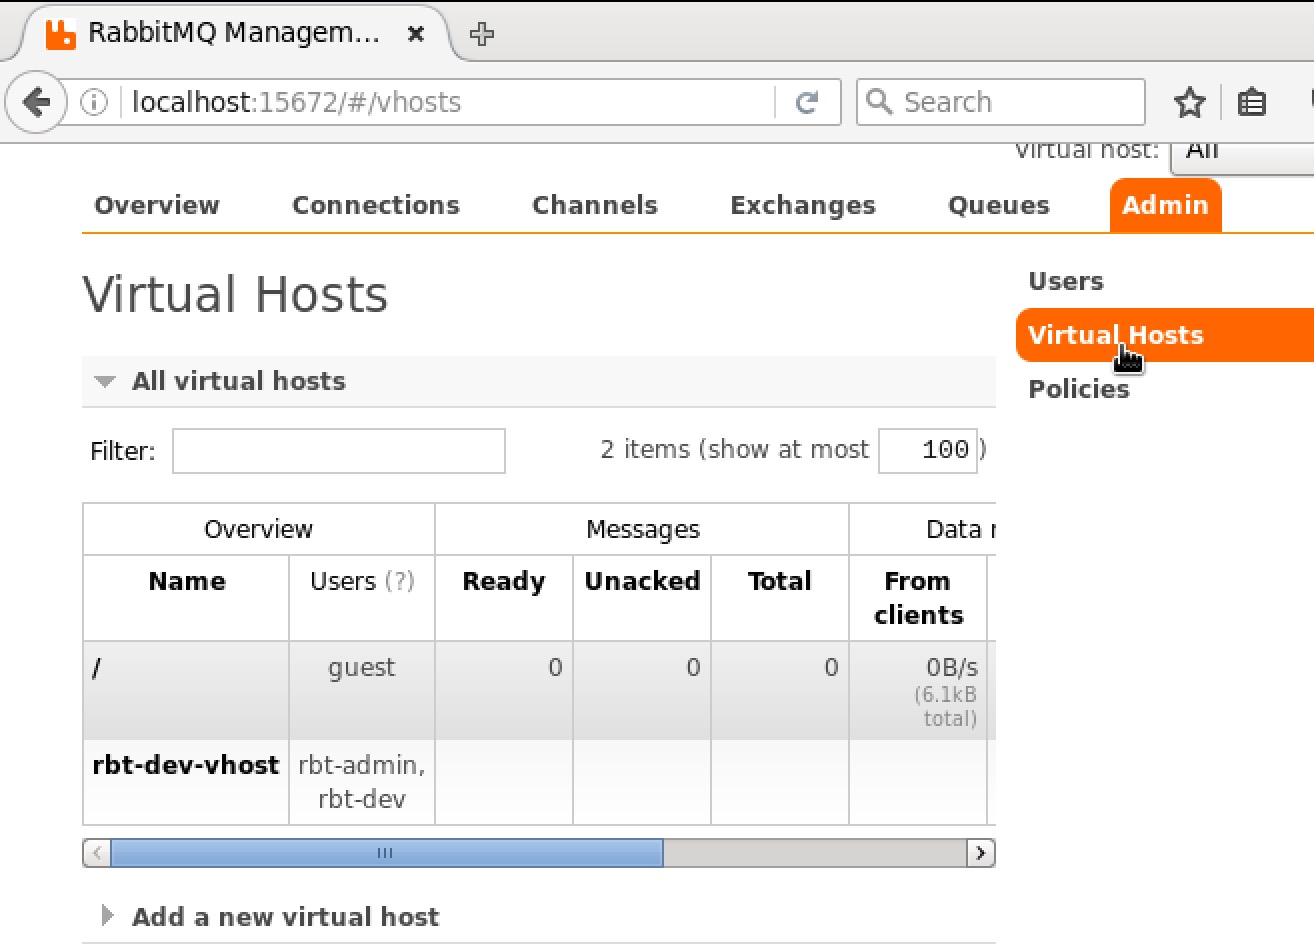 RabbitMQ Managem...
localhost:15672/#/vhosts
Search
Virtual host: All
Overview Connections Channels Exchanges Queues Admin
Virtual Hosts
Users
Virtual Hosts
Policies
All virtual hosts
Filter: 2 items (show at most 100 )
Overview Messages Data r
Name Users (?) Ready Unacked Total From
clients
/ guest 0 0 0 0B/s
(6.1kB
total)
rbt-dev-vhost rbt-admin,
rbt-dev
Add a new virtual host